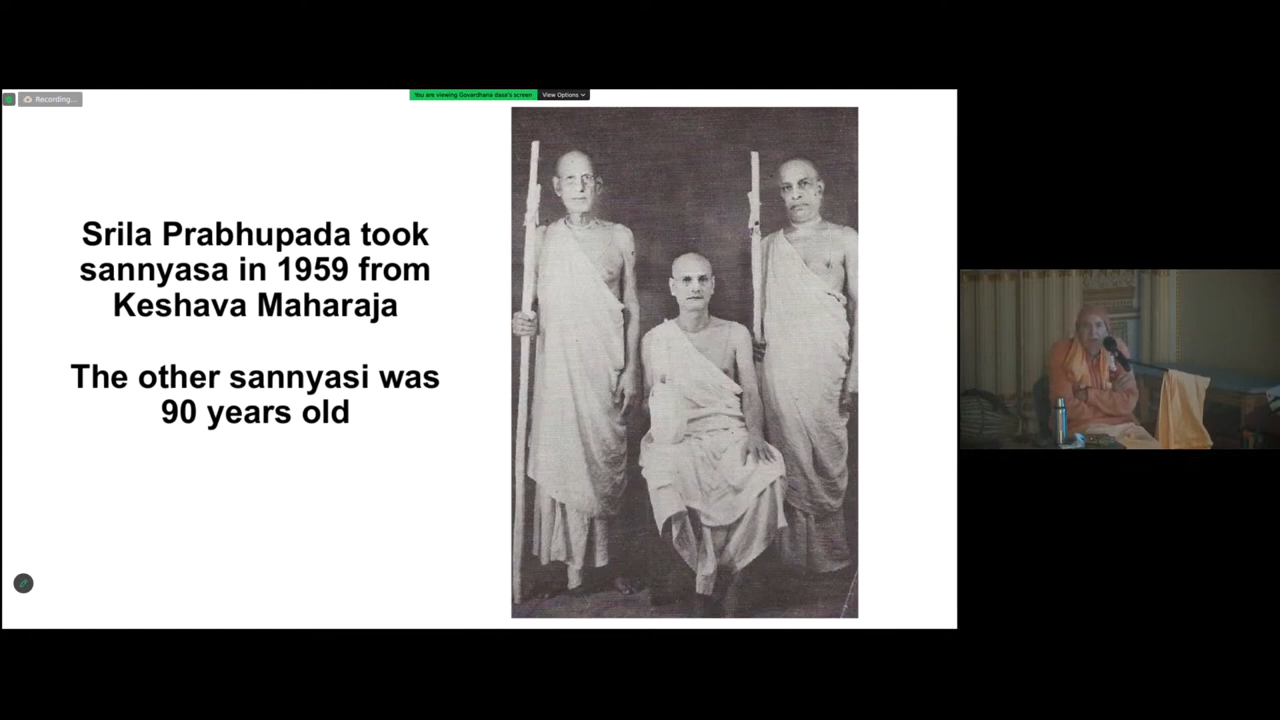 Recording...
You are viewing Govardhana dasa's screen
View Options
Srila Prabhupada took
sannyasa in 1959 from
Keshava Maharaja
The other sannyasi was
90 years old